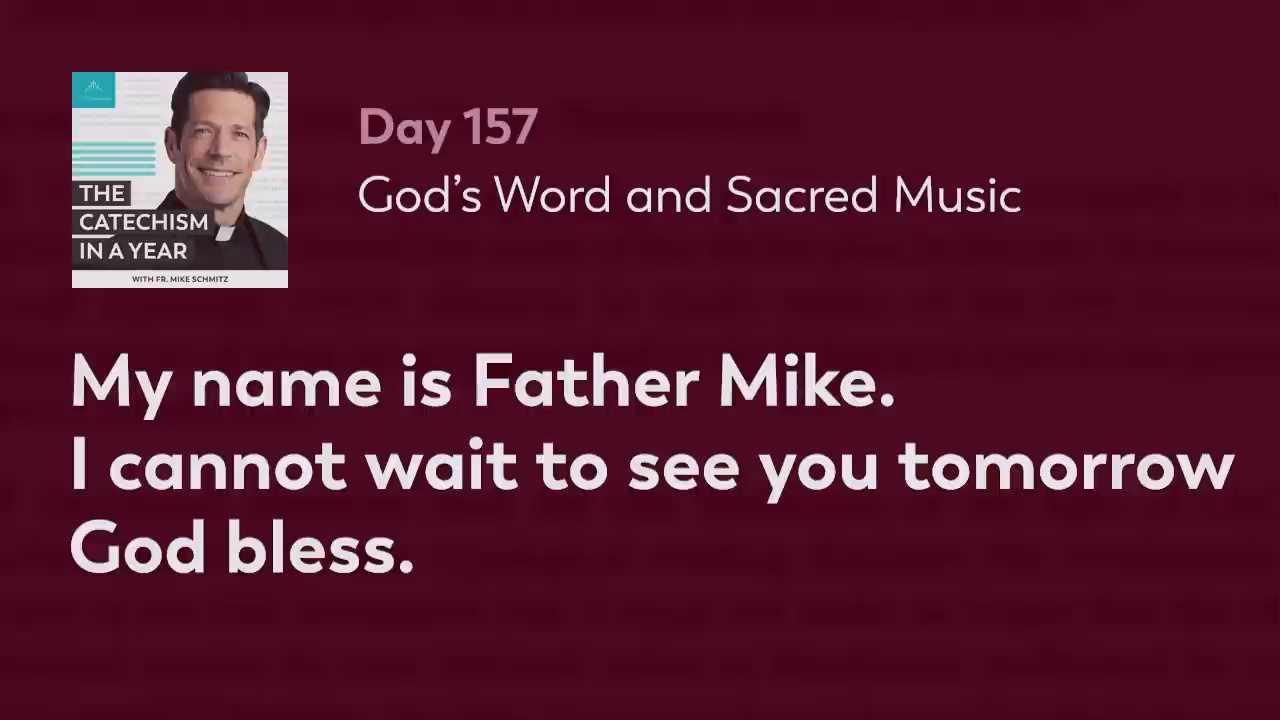 Day 157
God's Word and Sacred Music
THE
CATECHISM
IN A YEAR
WITH FR. MIKE SCHMITZ
My name is Father Mike.
I cannot wait to see you tomorrow
God bless.